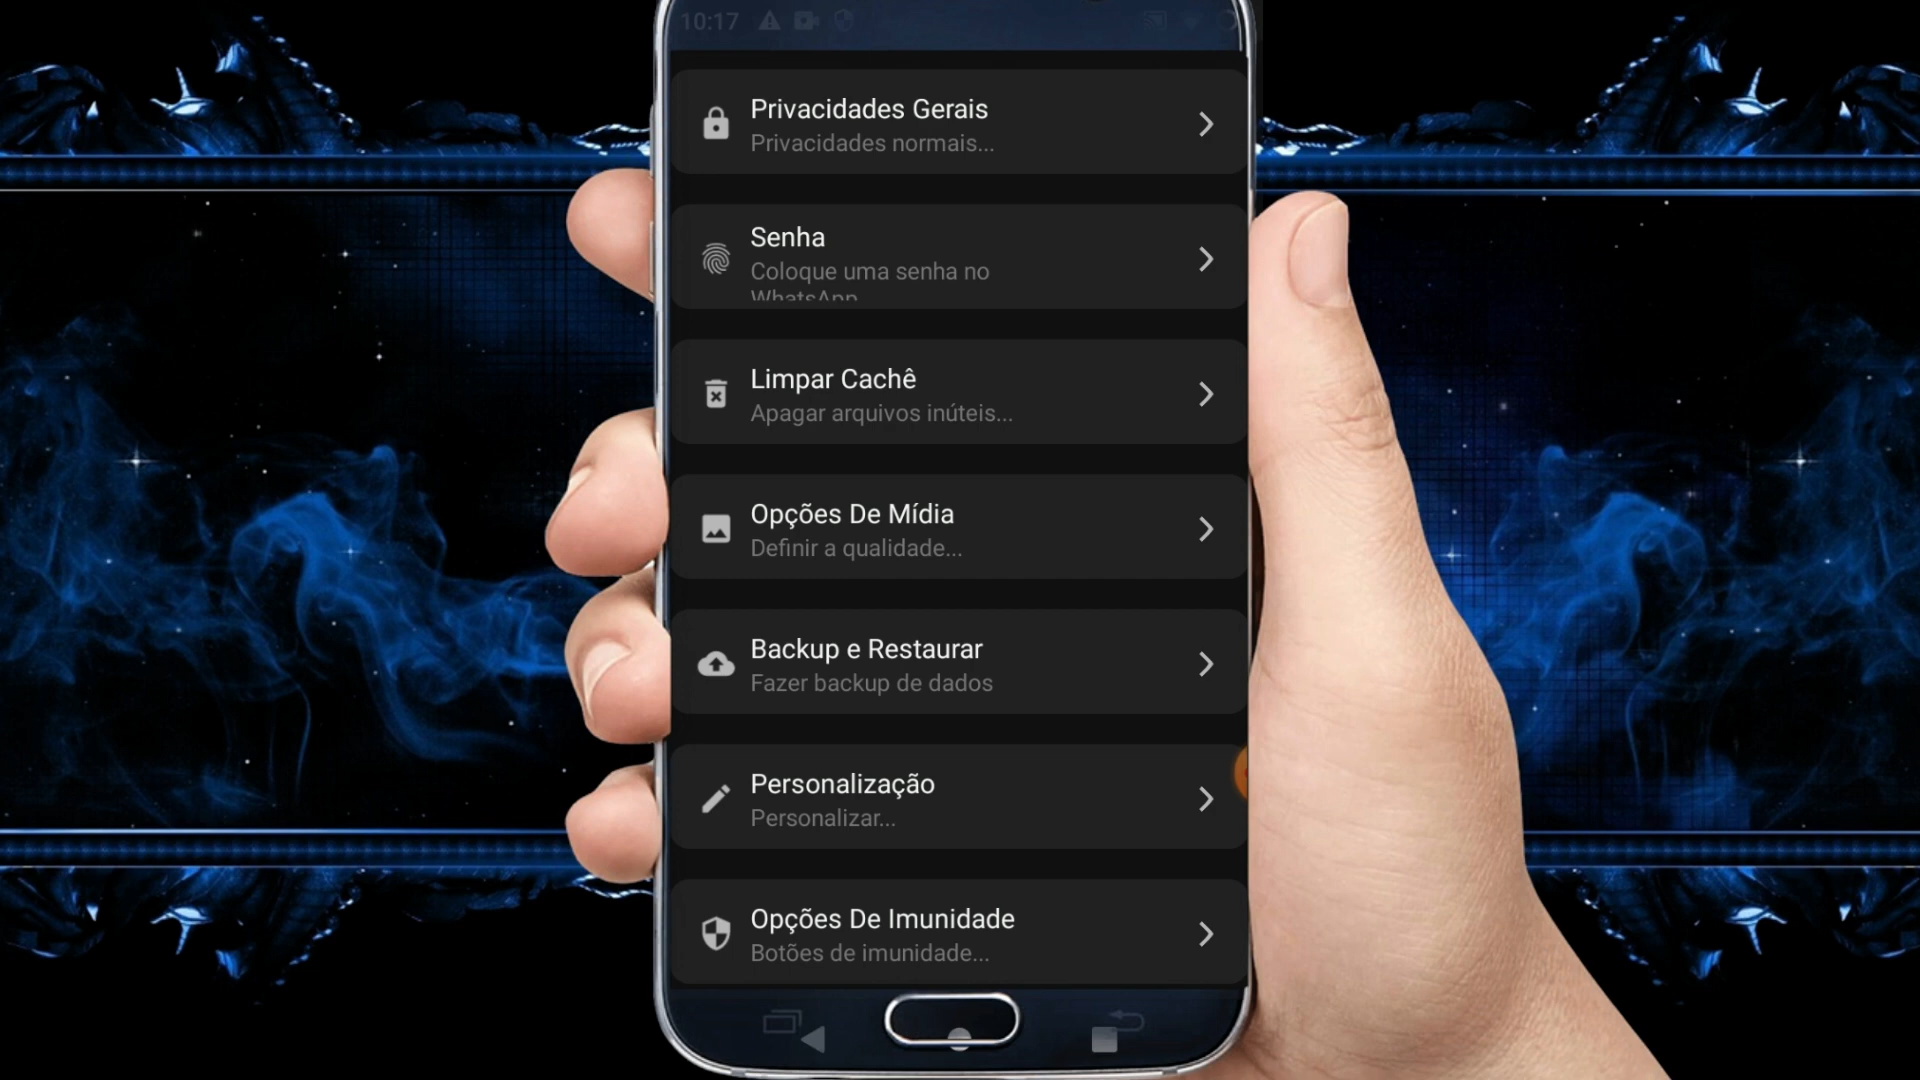 10:17
Privacidades Gerais
Privacidades normais...
Senha
Coloque uma senha no
WhatsApp
Limpar Cachê
Apagar arquivos inúteis...
Opções De Mídia
Definir a qualidade...
Backup e Restaurar
Fazer backup de dados
Personalização
Personalizar...
Opções De Imunidade
Botões de imunidade...